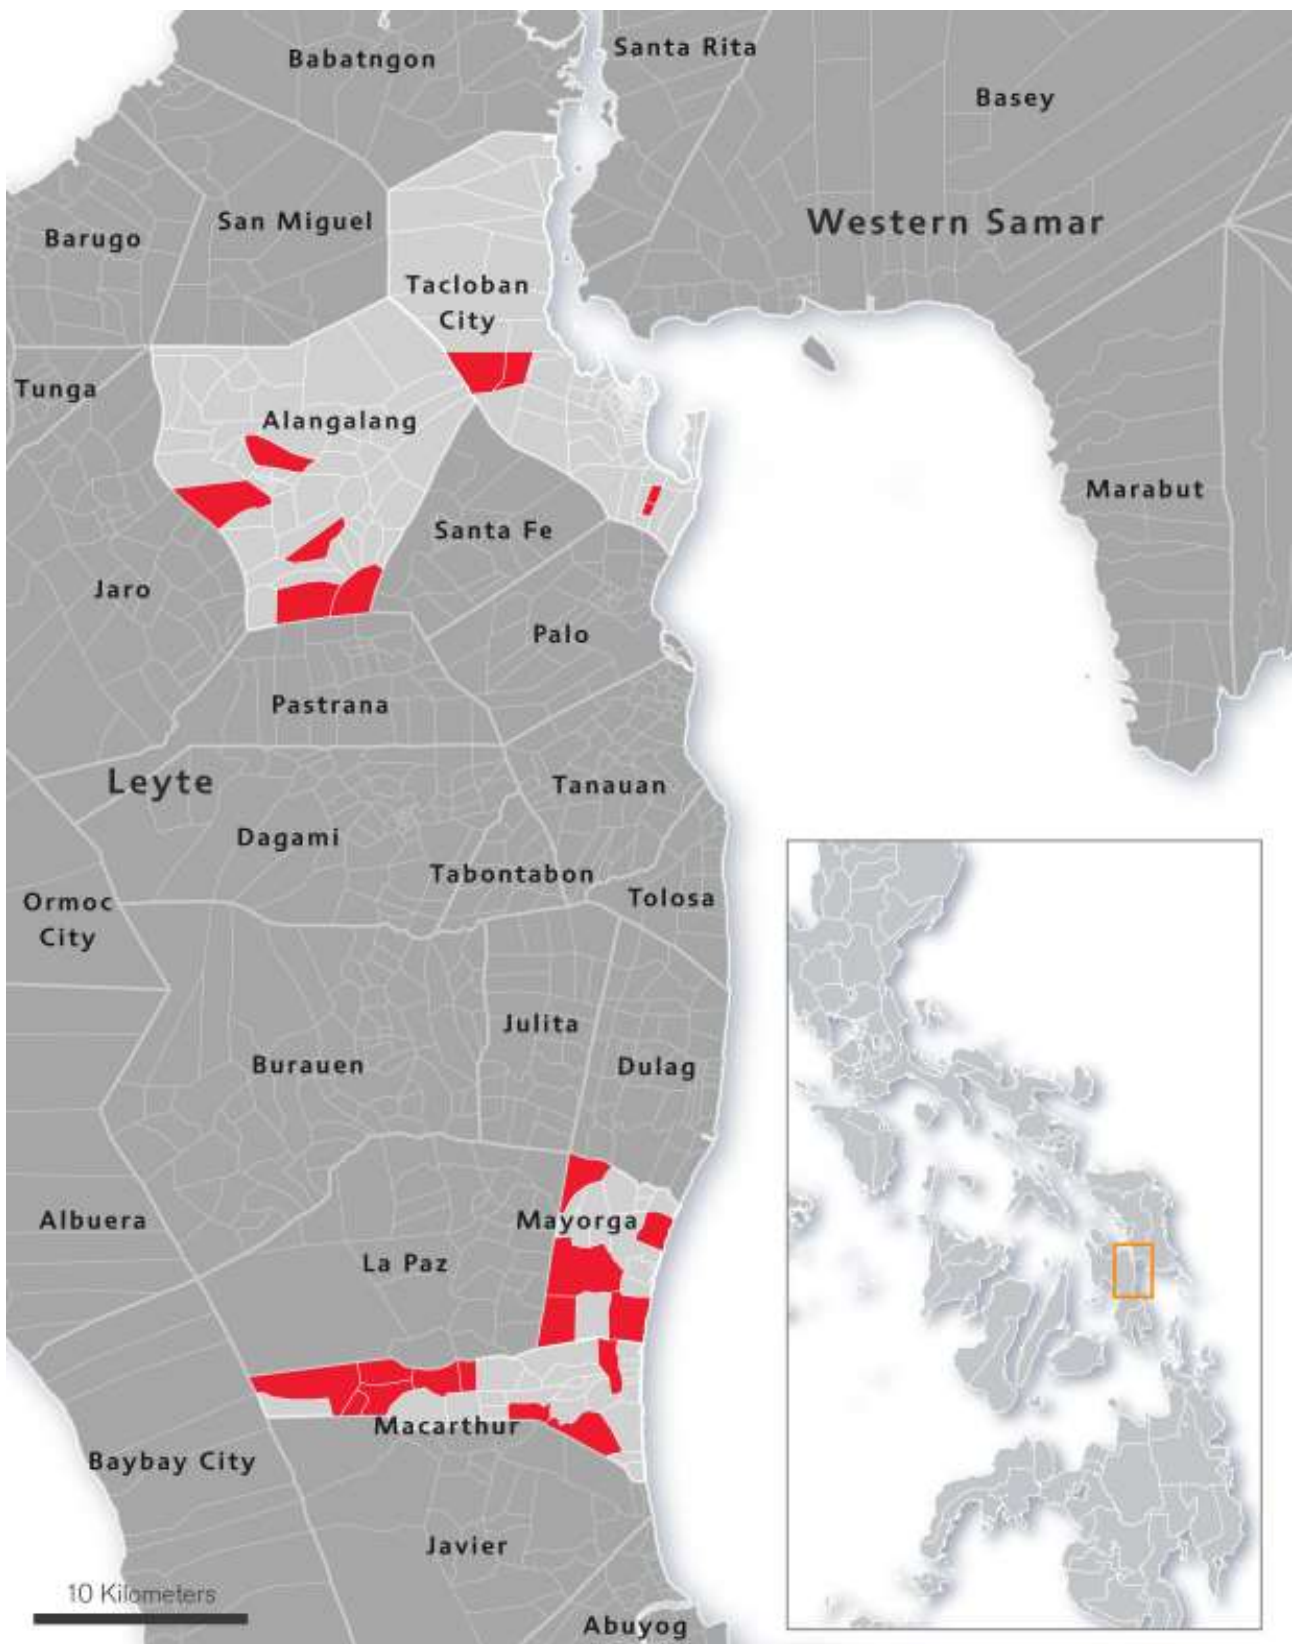 Santa Rita
Babatngon
Basey
San Miguel
Western Samar
Barugo
Tacloban
City
Tunga
Alangalang
Marabut
Santa Fe
Jaro
Palo
Pastrana
Leyte
Tanauan
Dagami
Tabontabon
Tolosa
Ormoc
City
Julita
Burauen
Dulag
Albuera
Mayorga
La Paz
Macarthur
Baybay City
Javier
10 Kilometers
Abuyog